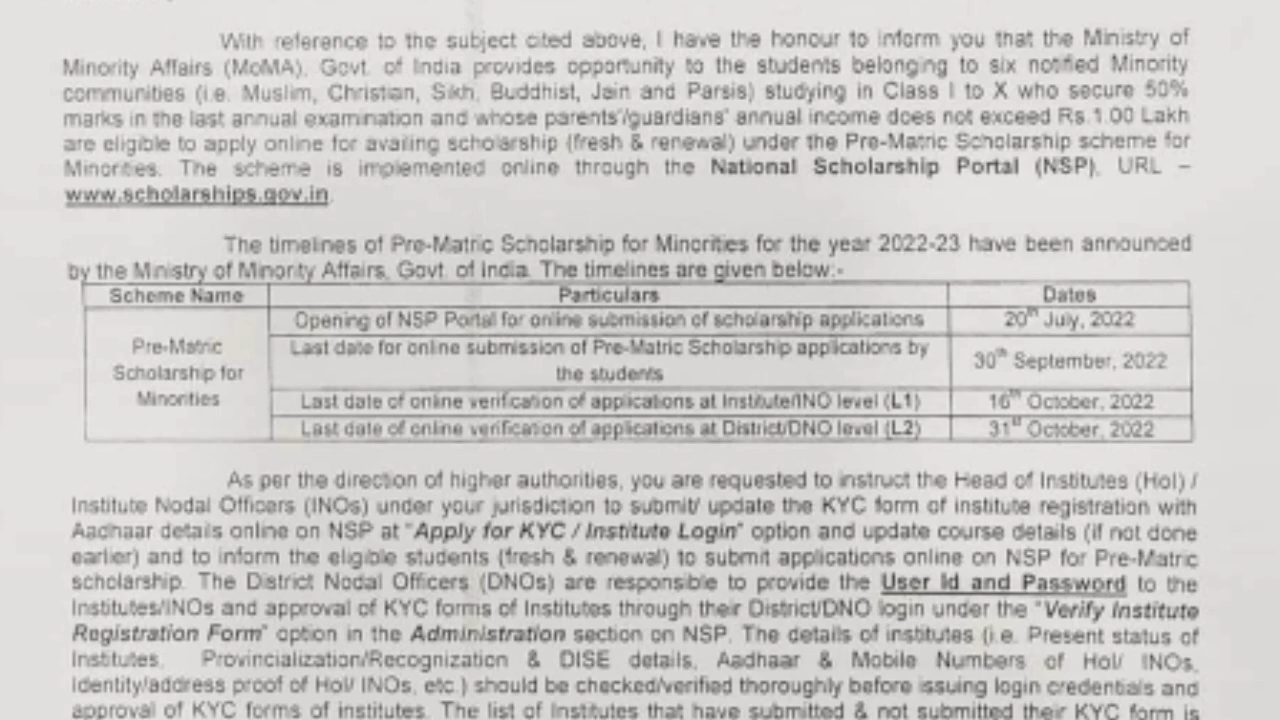 With reference to the subject cited above, I have the honour to inform you that the Ministry of
Minority Affairs (MoMA), Govt. of India provides opportunity to the students belonging to six notified Minority
communities (i.e. Muslim, Christian, Sikh, Buddhist, Jain and Parsis) studying in Class I to X who secure 50%
marks in the last annual examination and whose parents'/guardians' annual income does not exceed Rs.1.00 Lakh
are eligible to apply online for availing scholarship (fresh & renewal) under the Pre-Matric Scholarship scheme for
Minorities. The scheme is implemented online through the National Scholarship Portal (NSP), URL –
www.scholarships.gov.in.
The timelines of Pre-Matric Scholarship for Minorities for the year 2022-23 have been announced
by the Ministry of Minority Affairs, Govt. of India. The timelines are given below:-
Scheme Name Particulars Dates
Pre-Matric Scholarship for Minorities
Opening of NSP Portal for online submission of scholarship applications 20th July, 2022
Last date for online submission of Pre-Matric Scholarship applications by
the students 30th September, 2022
Last date of online verification of applications at Institute/INO level (L1) 16th October, 2022
Last date of online verification of applications at District/DNO level (L2) 31st October, 2022
As per the direction of higher authorities, you are requested to instruct the Head of Institutes (HoI) /
Institute Nodal Officers (INOs) under your jurisdiction to submit/ update the KYC form of institute registration with
Aadhaar details online on NSP at "Apply for KYC / Institute Login" option and update course details (if not done
earlier) and to inform the eligible students (fresh & renewal) to submit applications online on NSP for Pre-Matric
scholarship. The District Nodal Officers (DNOs) are responsible to provide the User Id and Password to the
Institutes/INOs and approval of KYC forms of Institutes through their District/DNO login under the "Verify Institute
Registration Form" option in the Administration section on NSP. The details of institutes (i.e. Present status of
Institutes, Provincialization/Recognization & DISE details, Aadhaar & Mobile Numbers of HoI/ INOs,
Identity/address proof of HoI/ INOs, etc.) should be checked/verified thoroughly before issuing login credentials and
approval of KYC forms of institutes. The list of Institutes that have submitted & not submitted their KYC form is